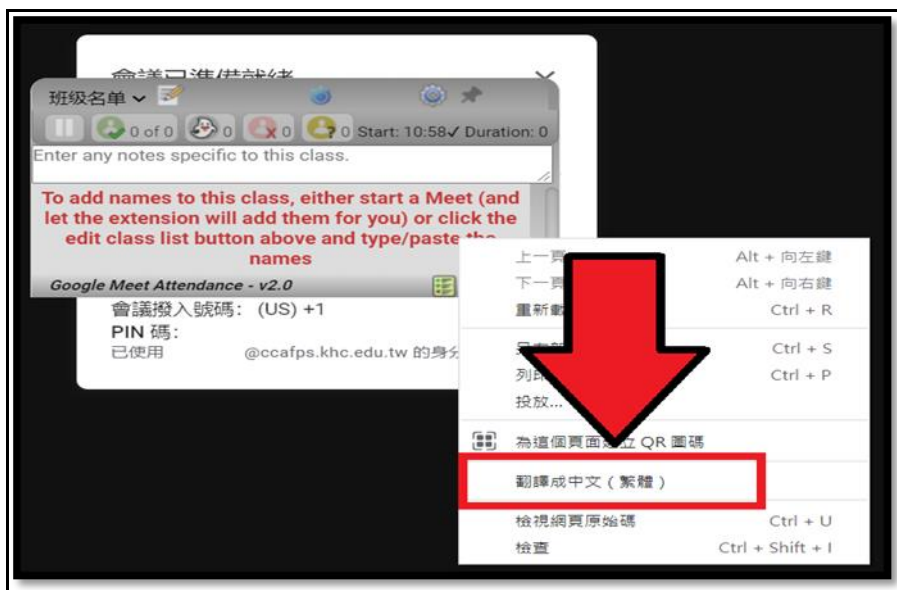 會議已準備就緒
班级名单
0 of 0 0 0 0 Start: 10:58✓ Duration: 0
Enter any notes specific to this class.
To add names to this class, either start a Meet (and
let the extension will add them for you) or click the
edit class list button above and type/paste the
names
Google Meet Attendance - v2.0
會議撥入號碼: (US) +1
PIN 碼:
已使用 @ccafps.khc.edu.tw 的身分
上一頁 Alt + 向左鍵
下一頁 Alt + 向右鍵
重新載 Ctrl + R
Ctrl + S
列印 Ctrl + P
投放...
為這個頁面建立 QR 圖碼
翻譯成中文(繁體)
檢視網頁原始碼 Ctrl + U
檢查 Ctrl + Shift + I